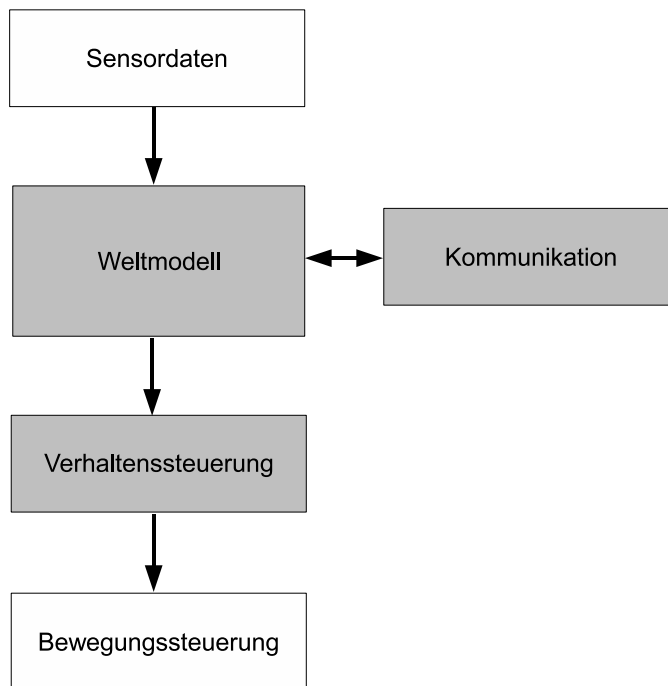 Sensordaten
Weltmodell
Kommunikation
Verhaltenssteuerung
Bewegungssteuerung